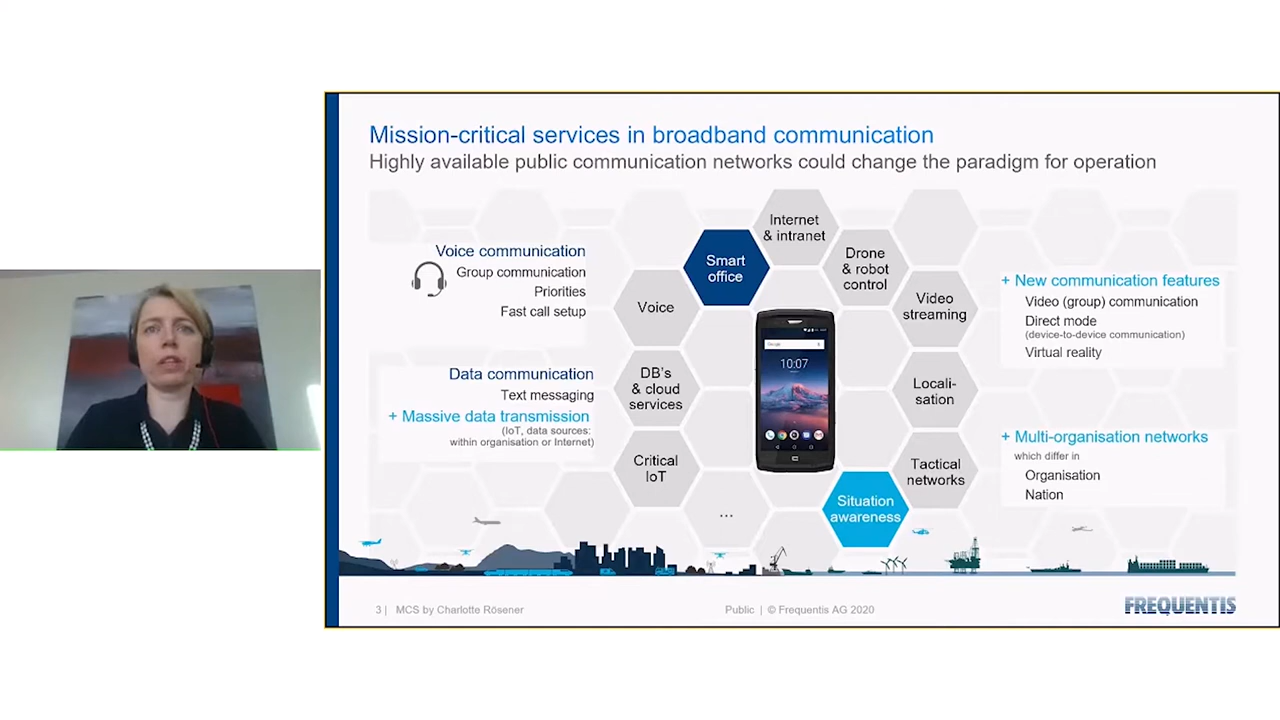 Mission-critical services in broadband communication
Highly available public communication networks could change the paradigm for operation
Voice communication
Group communication
Priorities
Fast call setup
Data communication
Text messaging
+ Massive data transmission
(IoT, data sources:
within organisation or Internet)
Internet
& intranet
Smart
office
Drone
& robot
control
Voice
Video
streaming
DB's
& cloud
services
Locali-
sation
Critical
IoT
Tactical
networks
...
Situation
awareness
10:07
+ New communication features
Video (group) communication
Direct mode
(device-to-device communication)
Virtual reality
+ Multi-organisation networks
which differ in
Organisation
Nation
3 | MCS by Charlotte Rösener
Public | © Frequentis AG 2020
FREQUENTIS